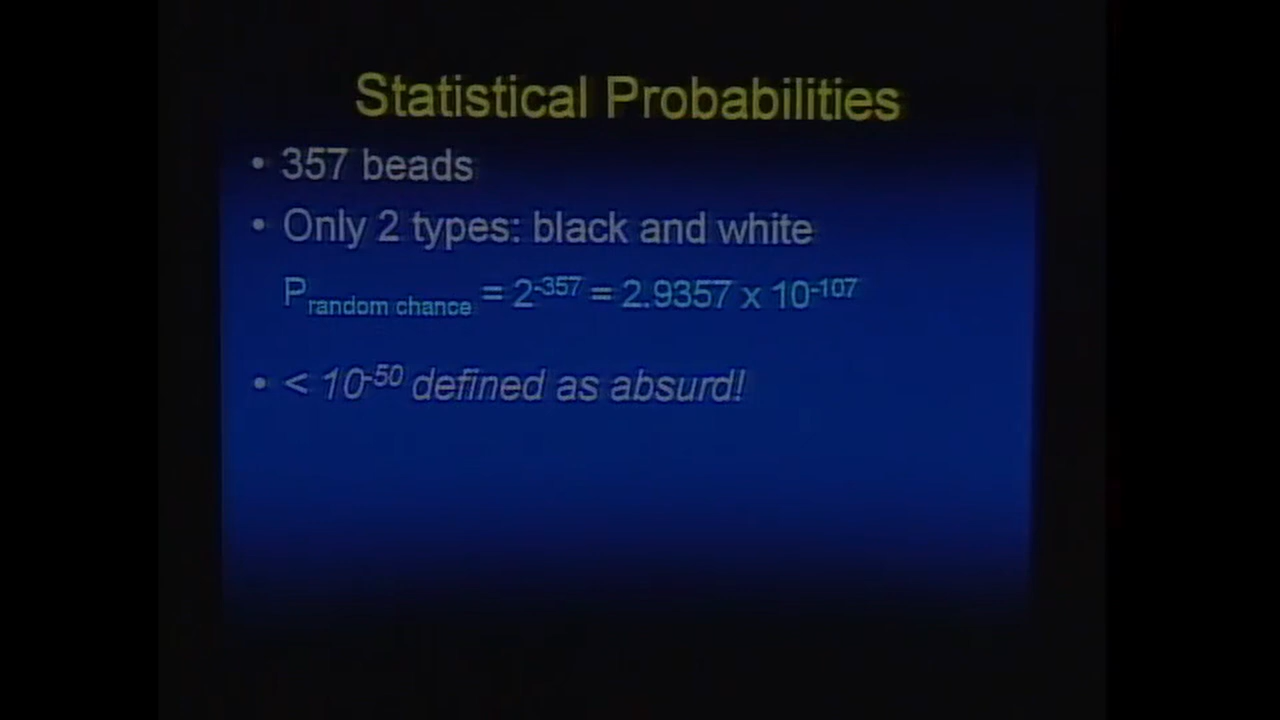 Statistical Probabilities
• 357 beads
• Only 2 types: black and white
P random chance = 2^-357 = 2.9357 x 10^-107
• < 10^-50 defined as absurd!